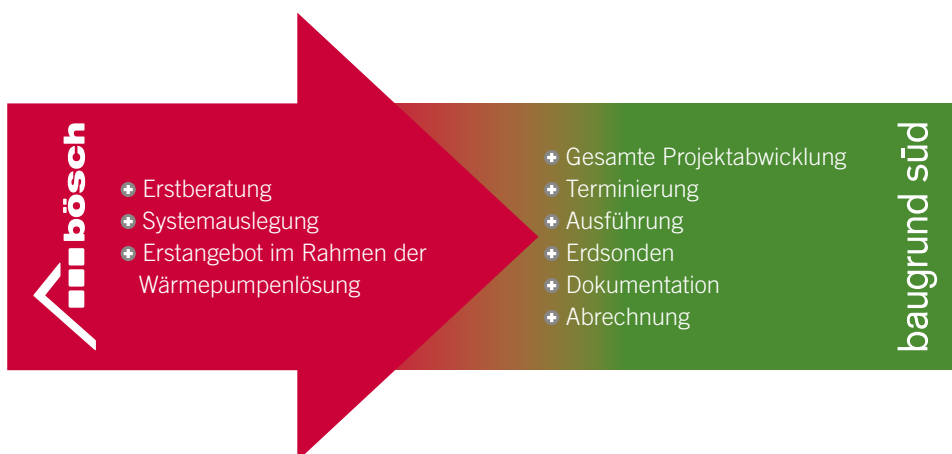 bösch
Erstberatung
Systemauslegung
Erstangebot im Rahmen der
Wärmepumpenlösung
Gesamte Projektabwicklung
Terminierung
Ausführung
Erdsonden
Dokumentation
Abrechnung
baugrund süd